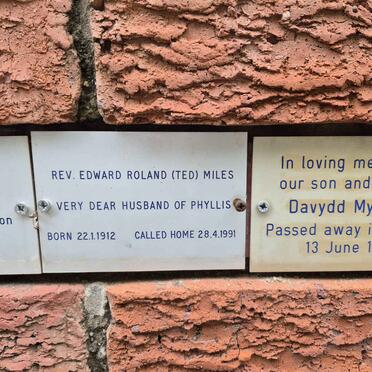 on
REV. EDWARD ROLAND (TED) MILES
VERY DEAR HUSBAND OF PHYLLIS
BORN 22.1.1912 CALLED HOME 28.4.1991
In loving me
our son and
Davydd My
Passed away i
13 June 1